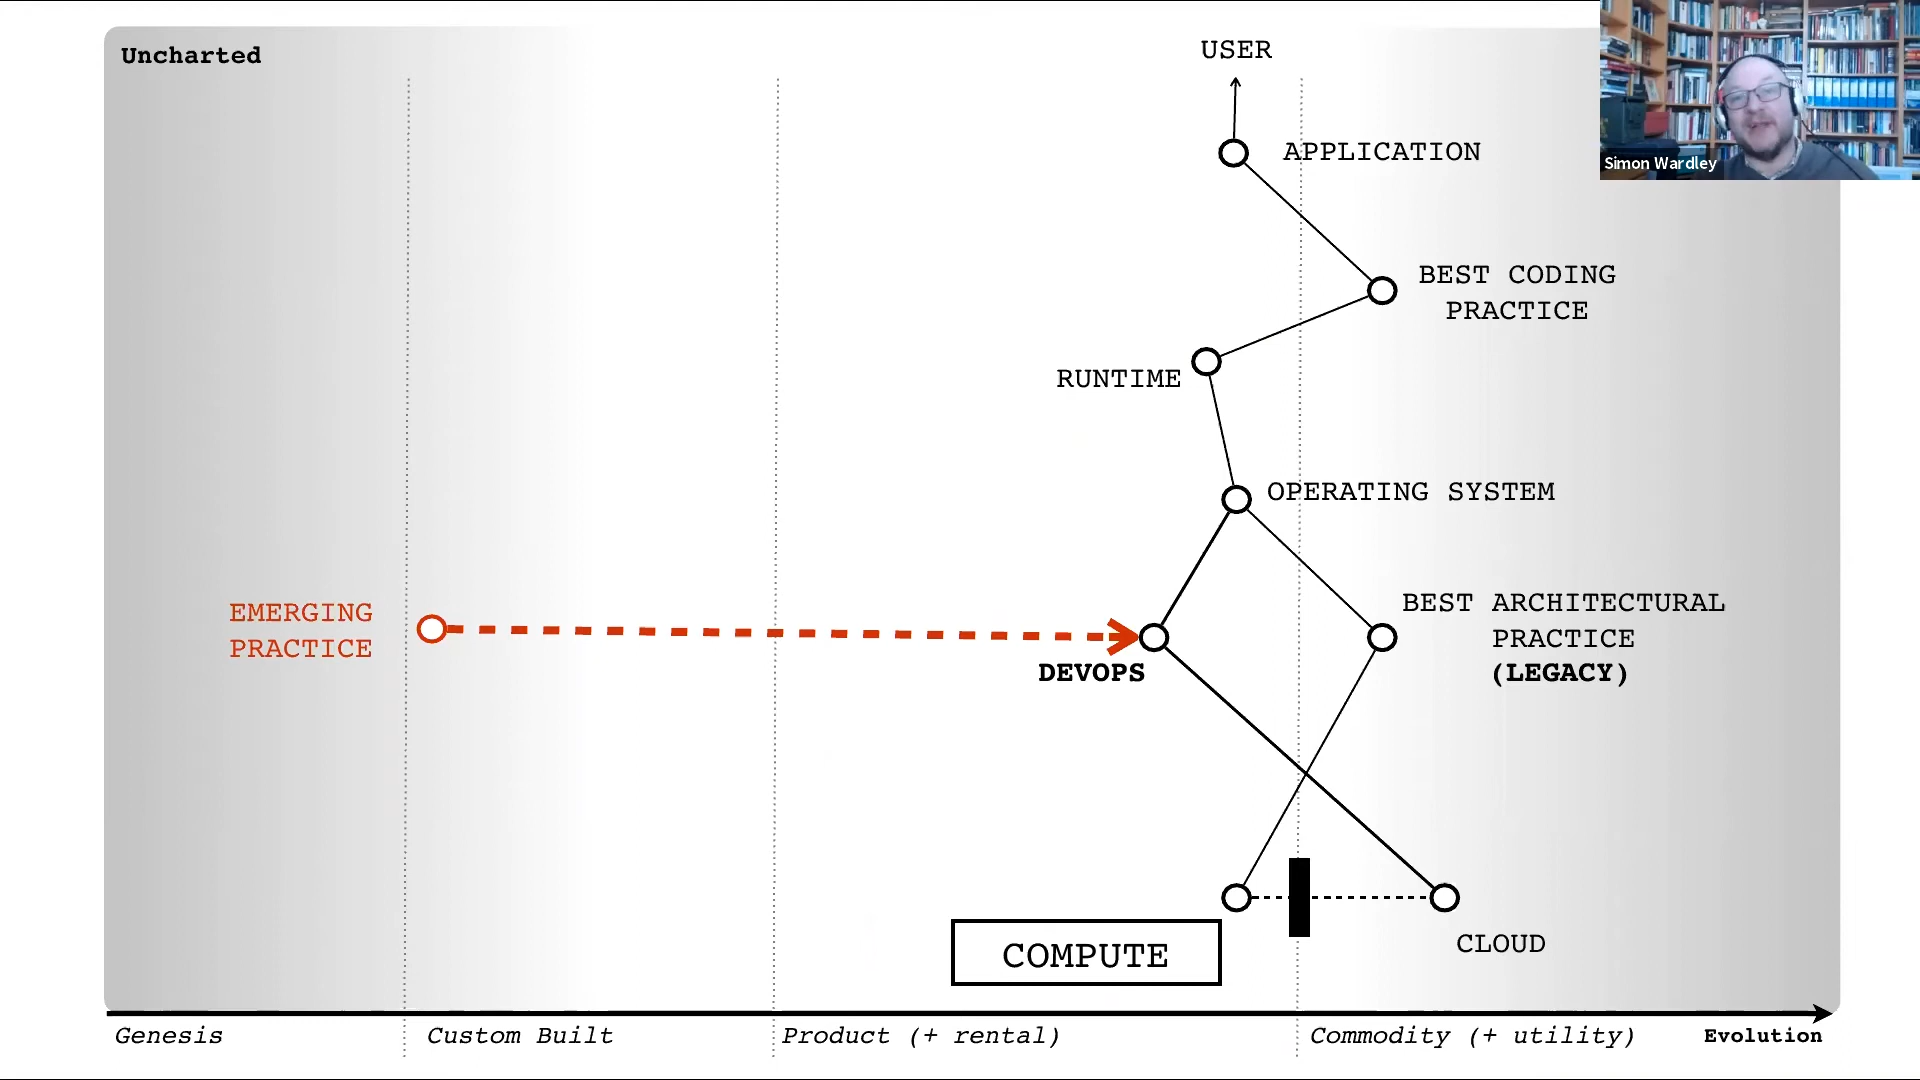 Uncharted
USER
APPLICATION
Simon Wardley
BEST CODING
PRACTICE
RUNTIME
OPERATING SYSTEM
EMERGING
PRACTICE
DEVOPS
BEST ARCHITECTURAL
PRACTICE
(LEGACY)
COMPUTE
CLOUD
Genesis
Custom Built
Product (+ rental)
Commodity (+ utility)
Evolution